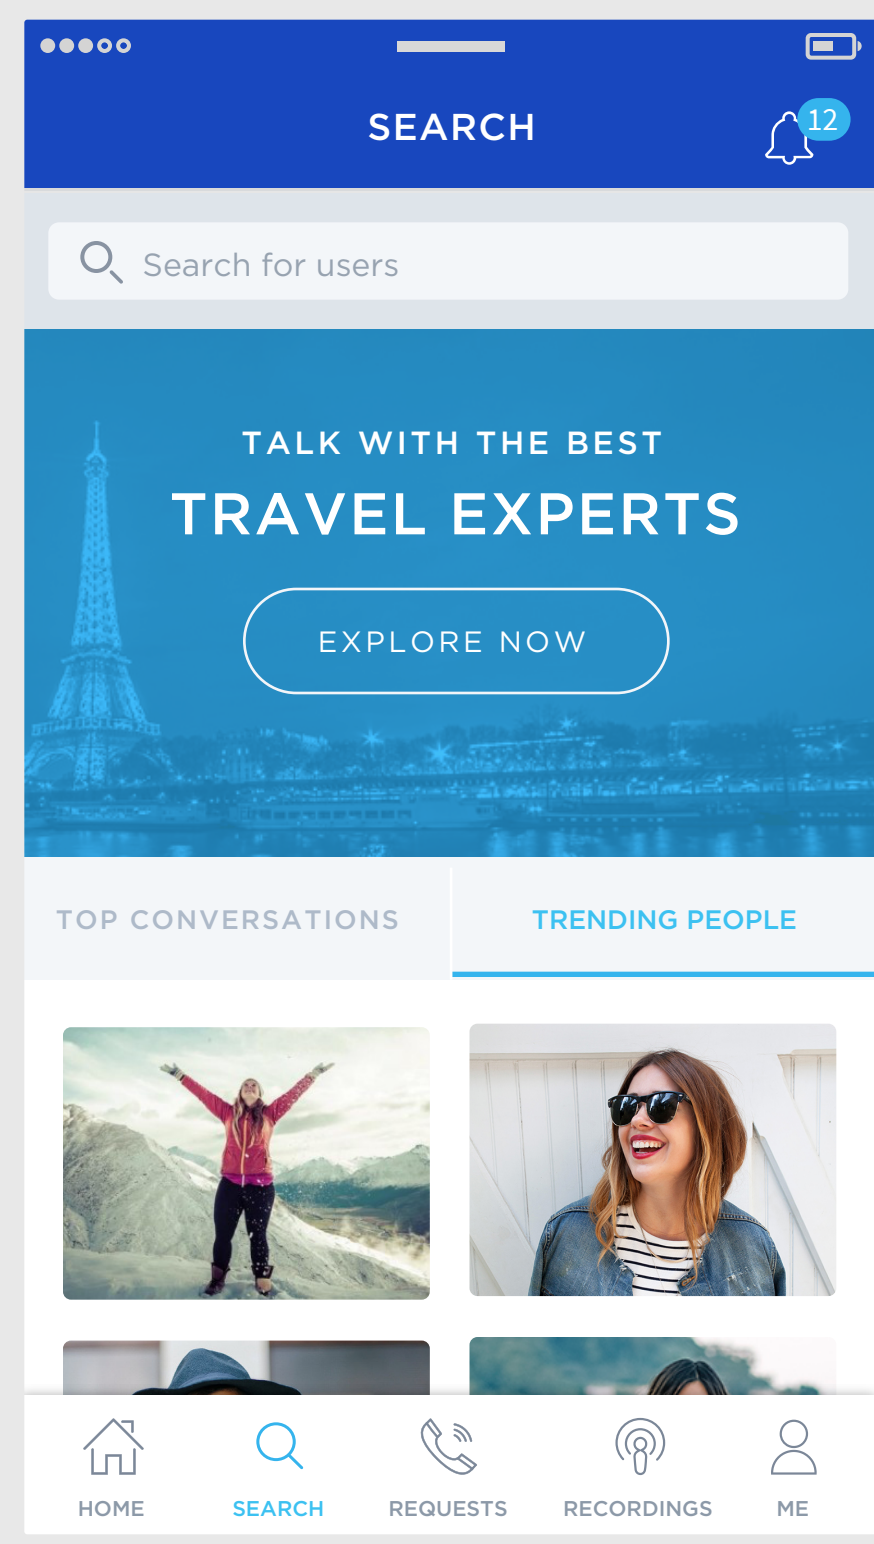 SEARCH
12
Search for users
TALK WITH THE BEST
TRAVEL EXPERTS
EXPLORE NOW
TOP CONVERSATIONS
TRENDING PEOPLE
HOME
SEARCH
REQUESTS
RECORDINGS
ME